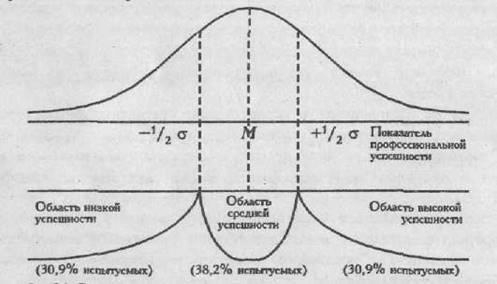 −1/2 σ M +1/2 σ Показатель
профессиональной
успешности
Область низкой
успешности
Область
средней
успешности
Область высокой
успешности
(30,9% испытуемых) (38,2% испытуемых) (30,9% испытуемых)